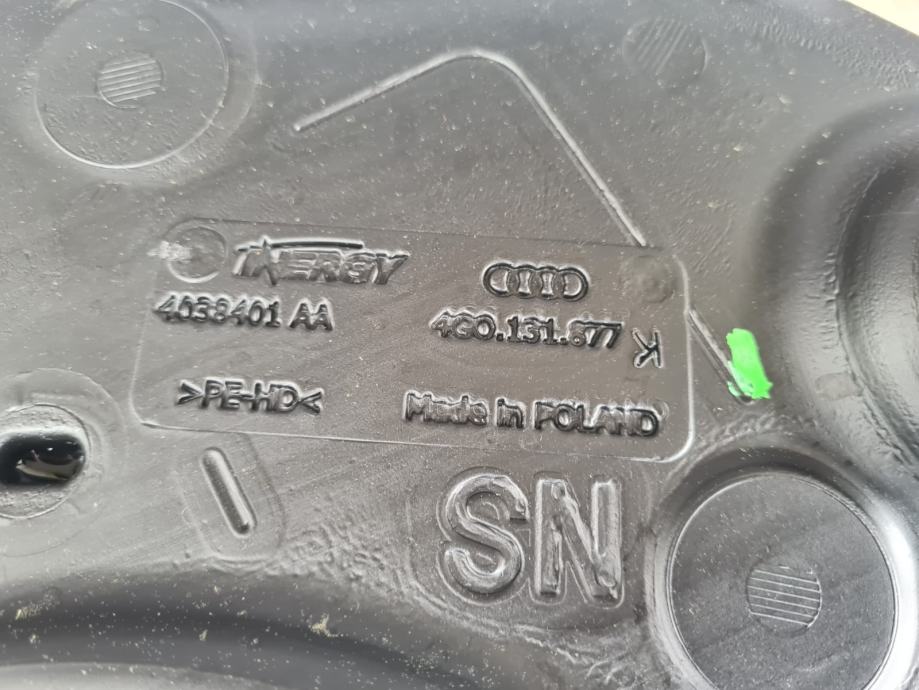 INERGY
4038401 AA
4G0.131.877 K
>PE-HD<
Made in POLAND
SN